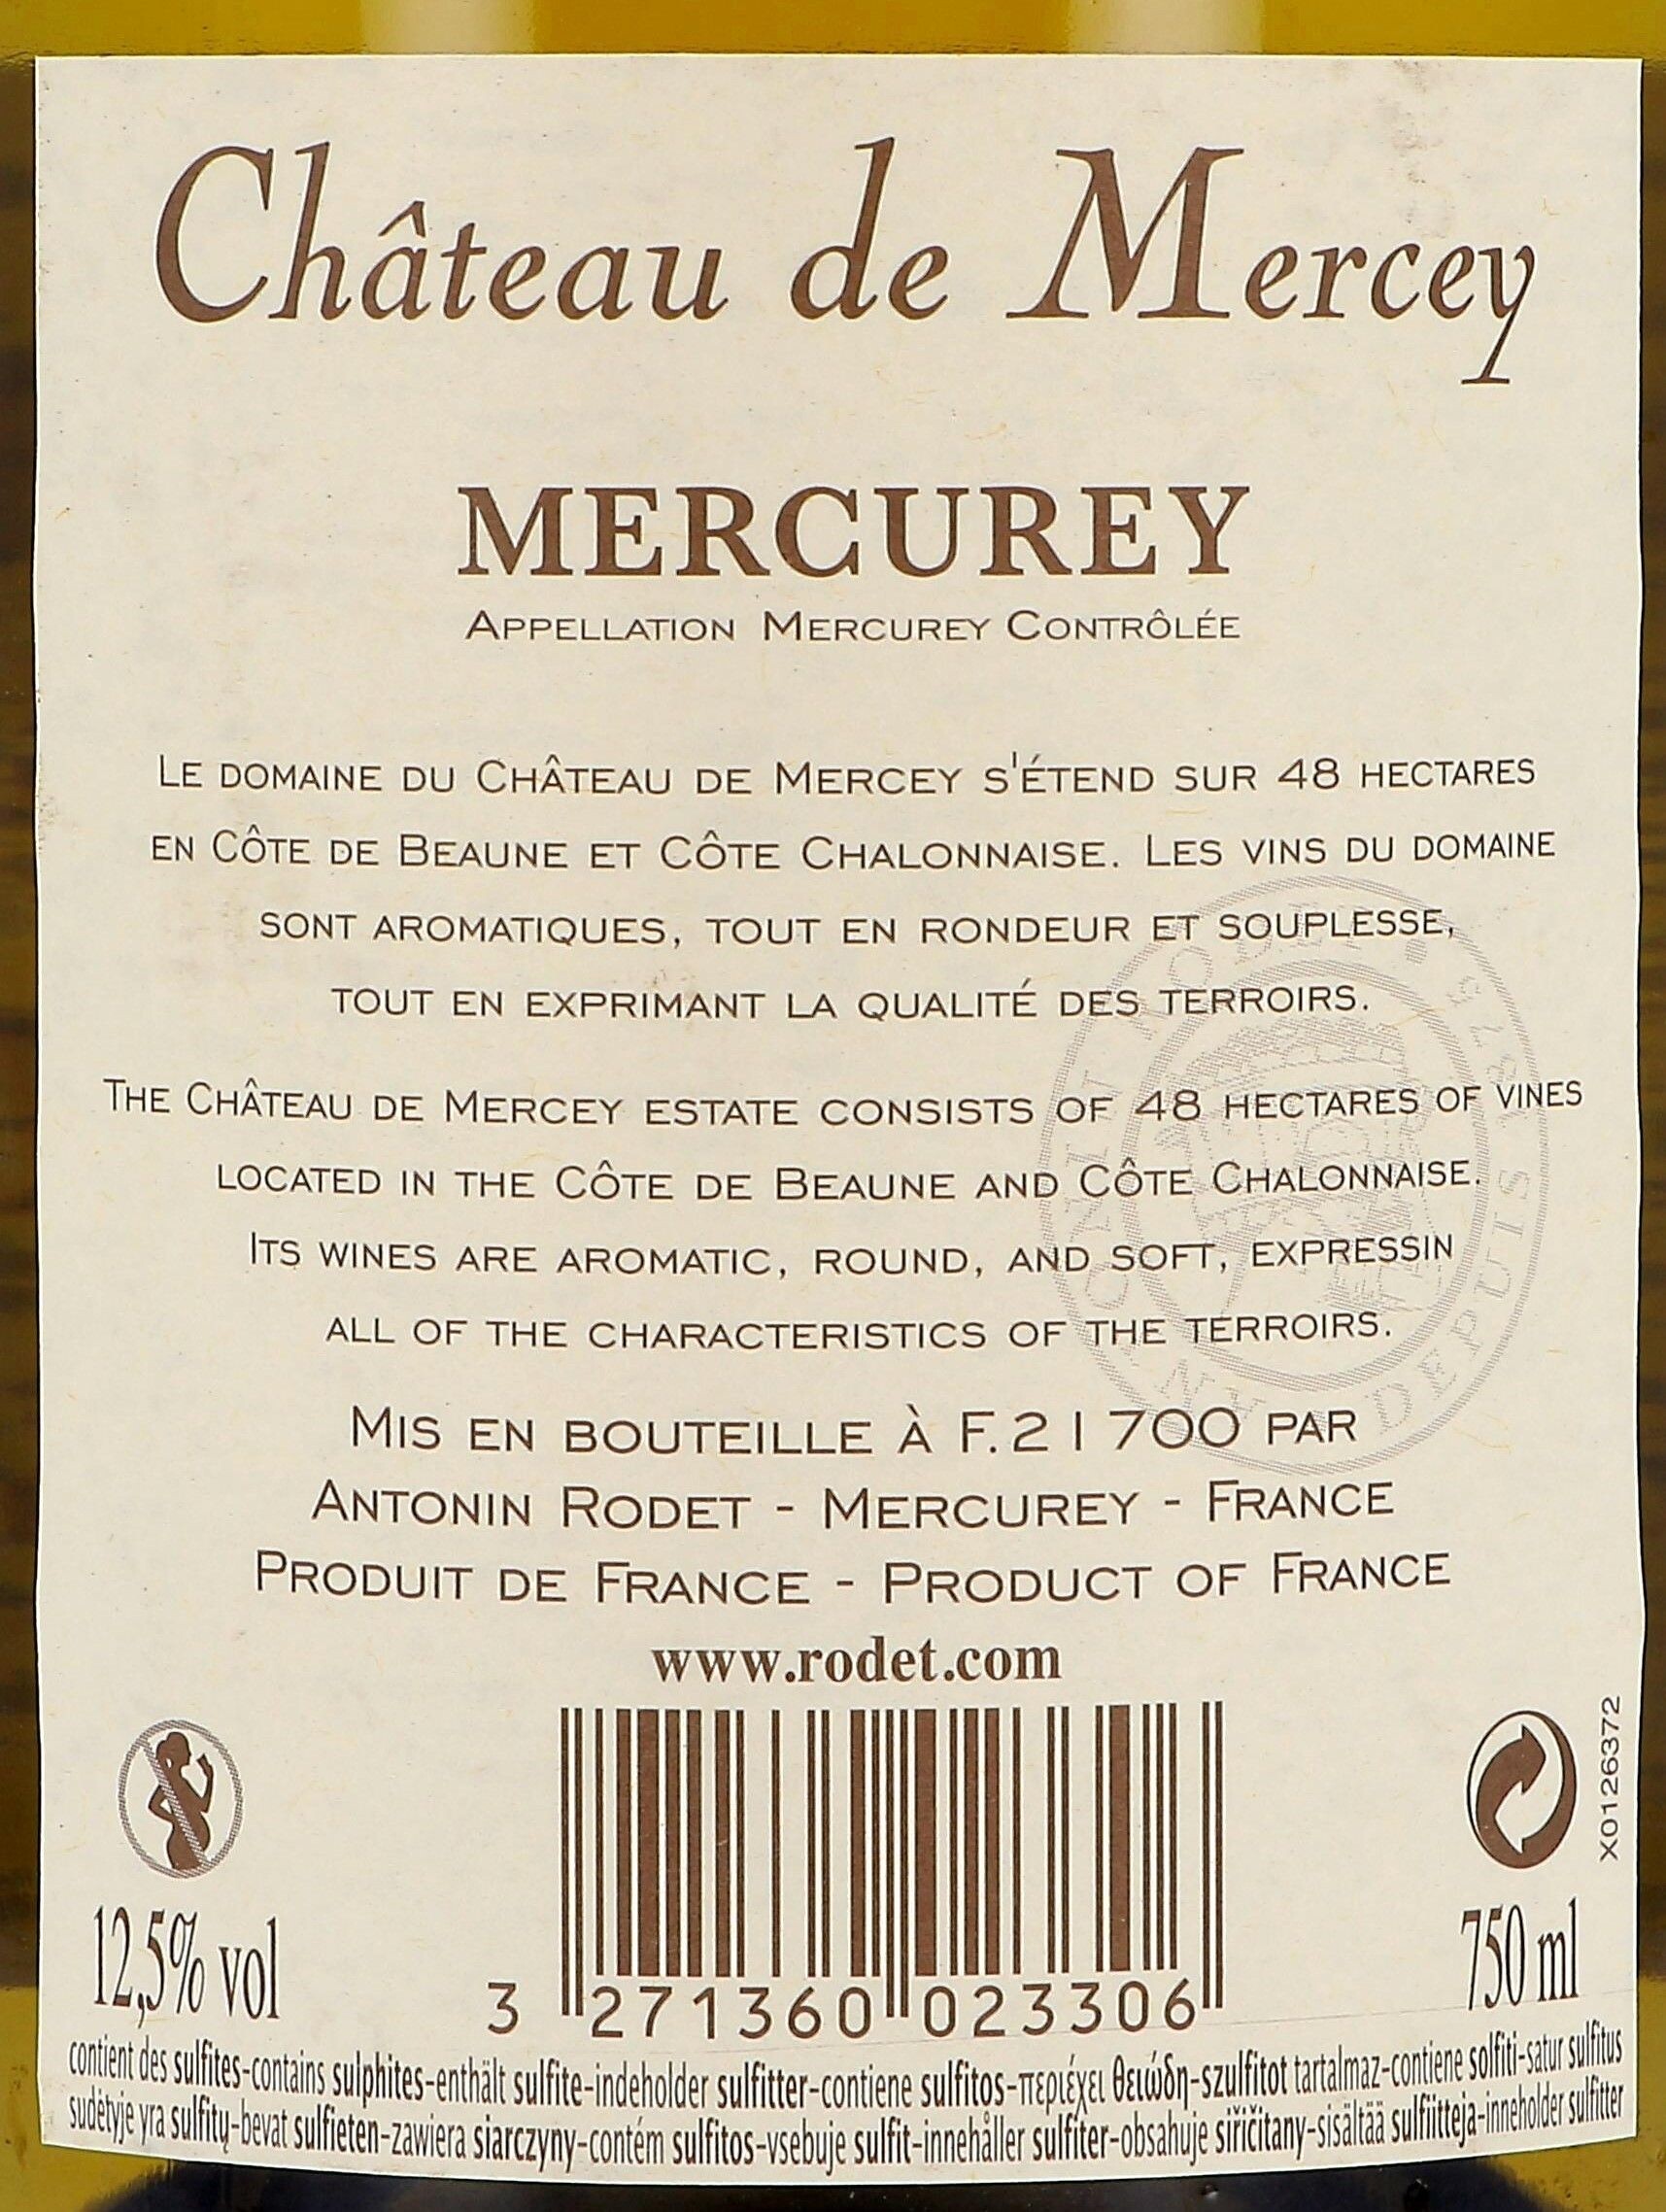 Château de Mercey
MERCUREY
APPELLATION MERCUREY CONTRÔLÉE
LE DOMAINE DU CHÂTEAU DE MERCEY S'ÉTEND SUR 48 HECTARES
EN CÔTE DE BEAUNE ET CÔTE CHALONNAISE. LES VINS DU DOMAINE
SONT AROMATIQUES, TOUT EN RONDEUR ET SOUPLESSE,
TOUT EN EXPRIMANT LA QUALITÉ DES TERROIRS.
THE CHÂTEAU DE MERCEY ESTATE CONSISTS OF 48 HECTARES OF VINES
LOCATED IN THE CÔTE DE BEAUNE AND CÔTE CHALONNAISE.
ITS WINES ARE AROMATIC, ROUND, AND SOFT, EXPRESSIN
ALL OF THE CHARACTERISTICS OF THE TERROIRS.
DEPUIS 1875
MIS EN BOUTEILLE À F.21700 PAR
ANTONIN RODET - MERCUREY - FRANCE
PRODUIT DE FRANCE - PRODUCT OF FRANCE
www.rodet.com
X0126372
12,5% vol
750 ml
3 271360 023306
contient des sulfites-contains sulphites-enthält sulfite-indeholder sulfitter-contiene sulfitos-περιέχει θειώδη-szulfitot tartalmaz-contiene solfiti-satur sulfitus
sudėtyje yra sulfitų-bevat sulfieten-zawiera siarczyny-contém sulfitos-vsebuje sulfit-innehåller sulfiter-obsahuje siřičitany-sisältää sulfiitteja-inneholder sulfitter